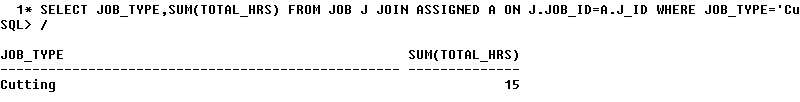 1* SELECT JOB_TYPE,SUM(TOTAL_HRS) FROM JOB J JOIN ASSIGNED A ON J.JOB_ID=A.J_ID WHERE JOB_TYPE='Cu
SQL> /
JOB_TYPE SUM(TOTAL_HRS)
-------------------------------------------------- --------------
Cutting 15